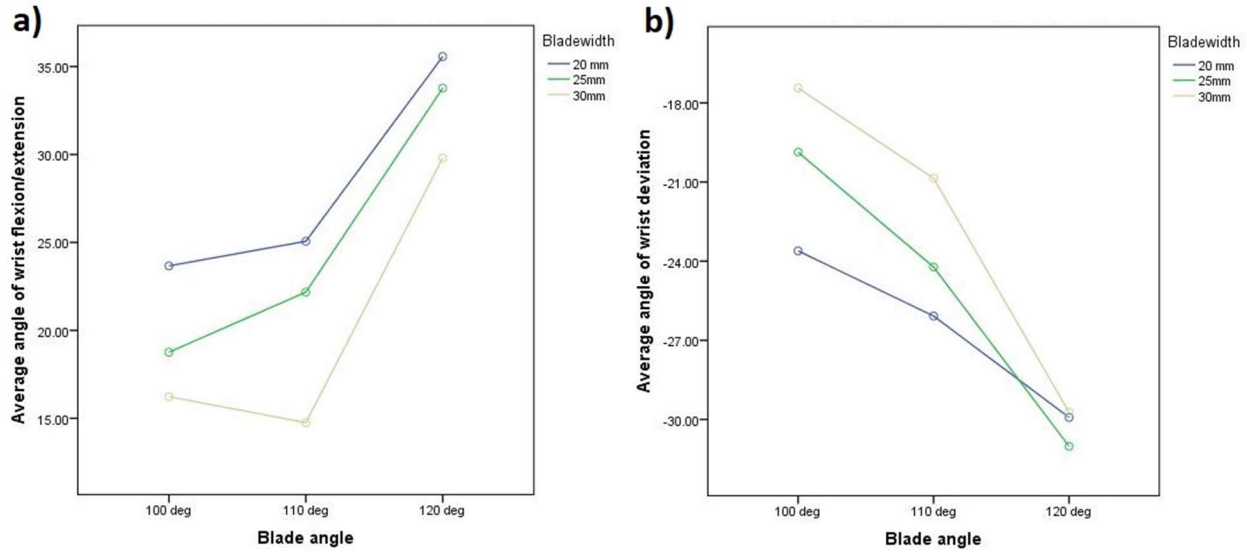 a)
Average angle of wrist flexion/extension
35.00
30.00
25.00
20.00
15.00
100 deg
110 deg
120 deg
Blade angle
Bladewidth
20 mm
25mm
30mm
b)
Average angle of wrist deviation
-18.00
-21.00
-24.00
-27.00
-30.00
100 deg
110 deg
120 deg
Blade angle
Bladewidth
20 mm
25mm
30mm